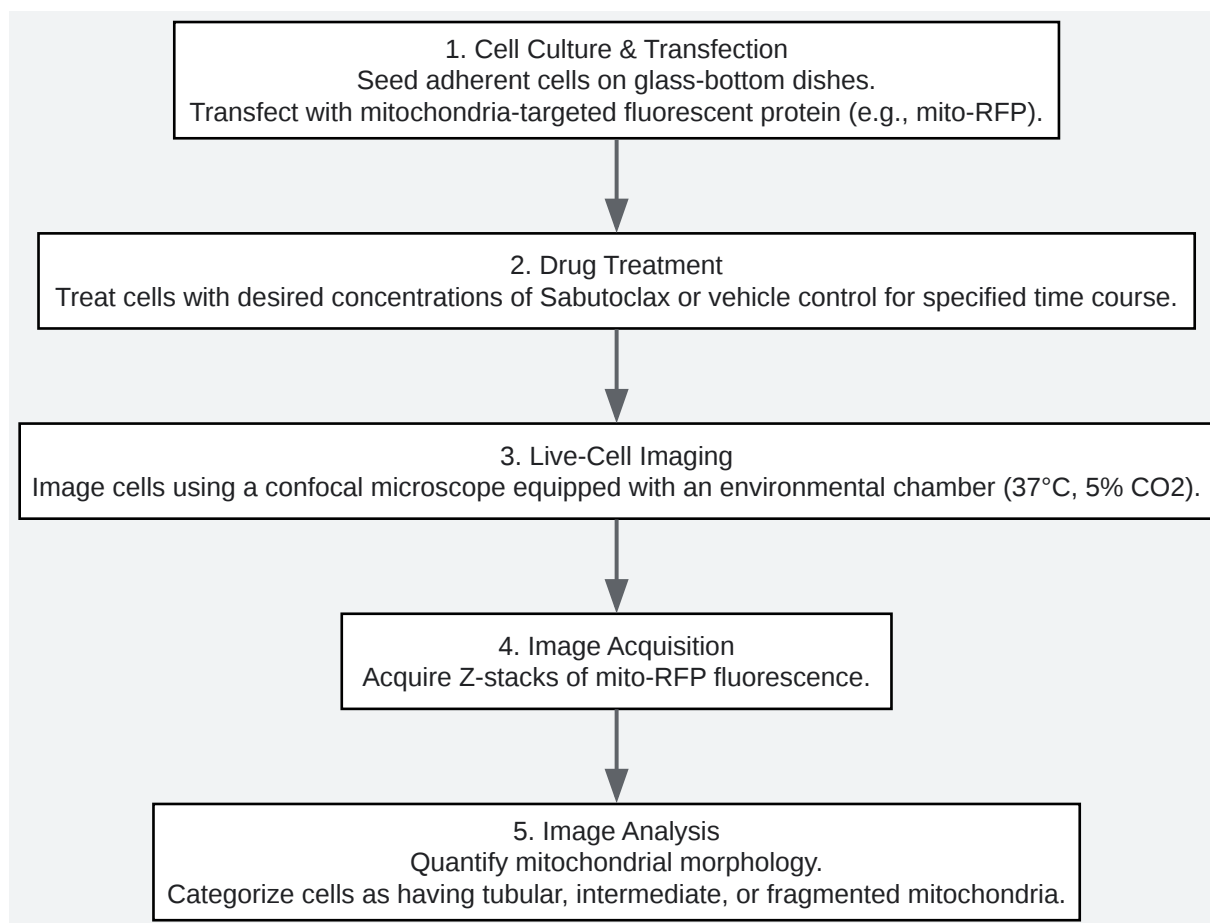 1. Cell Culture & Transfection
Seed adherent cells on glass-bottom dishes.
Transfect with mitochondria-targeted fluorescent protein (e.g., mito-RFP).
2. Drug Treatment
Treat cells with desired concentrations of Sabutoclax or vehicle control for specified time course.
3. Live-Cell Imaging
Image cells using a confocal microscope equipped with an environmental chamber (37°C, 5% CO2).
4. Image Acquisition
Acquire Z-stacks of mito-RFP fluorescence.
5. Image Analysis
Quantify mitochondrial morphology.
Categorize cells as having tubular, intermediate, or fragmented mitochondria.